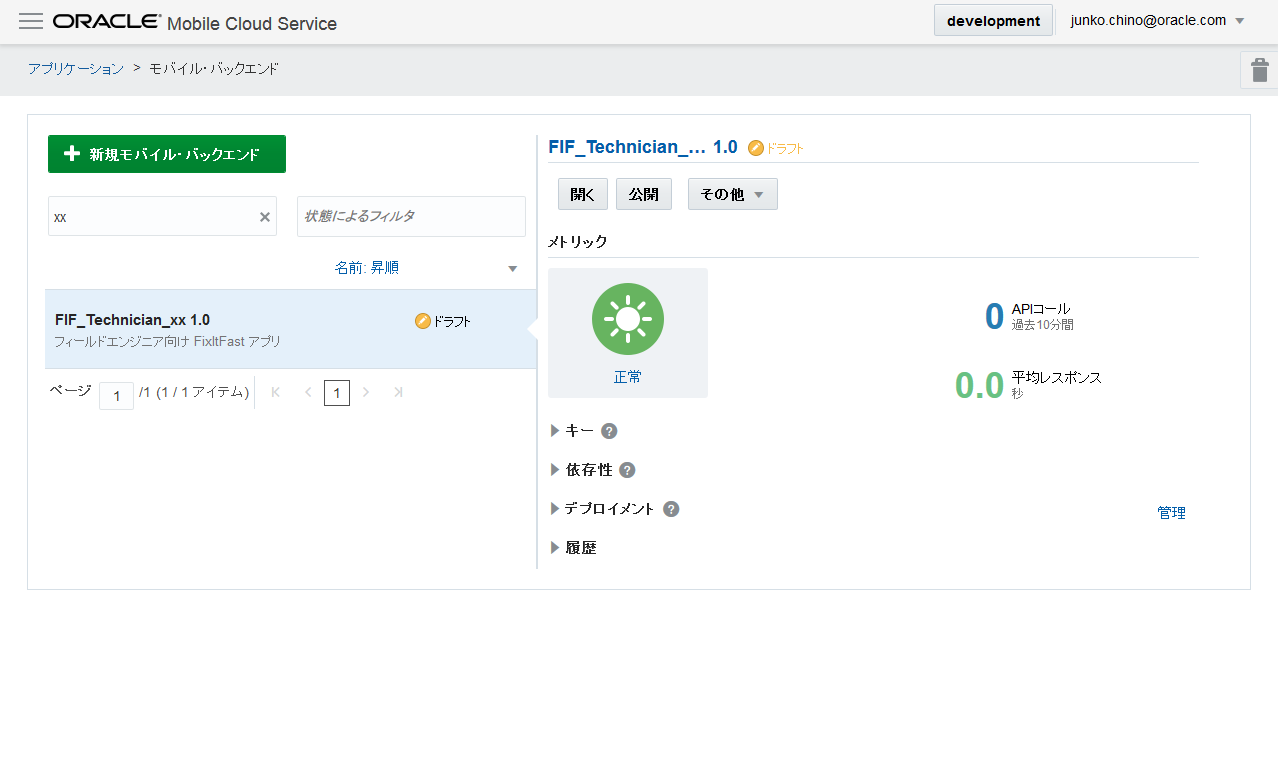 ORACLE® Mobile Cloud Service
development
junko.chino@oracle.com
アプリケーション > モバイル・バックエンド
新規モバイル・バックエンド
xx
状態によるフィルタ
名前: 昇順
FIF_Technician_xx 1.0
ドラフト
フィールドエンジニア向け FixItFast アプリ
ページ 1 /1 (1 / 1 アイテム) 1
FIF_Technician_... 1.0 ドラフト
開く 公開 その他
メトリック
正常
0 APIコール
過去10分間
0.0 平均レスポンス
秒
キー ?
依存性 ?
デプロイメント ?
管理
履歴